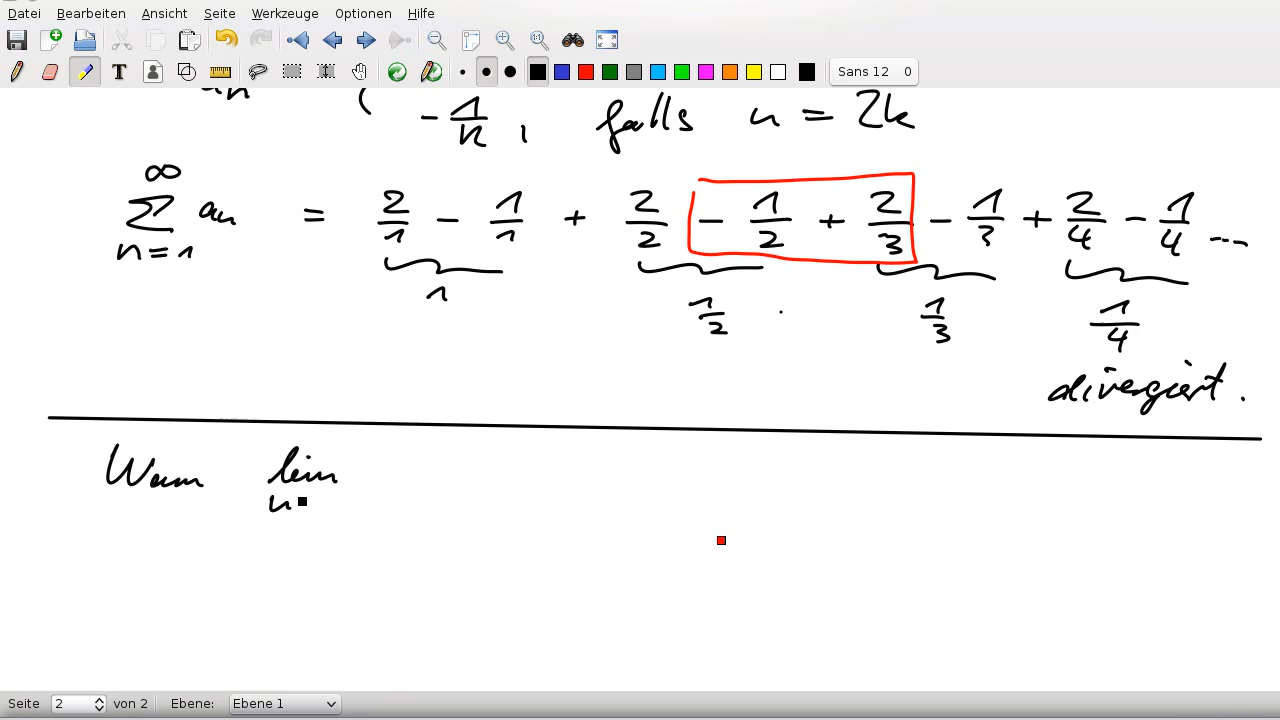 Datei Bearbeiten Ansicht Seite Werkzeuge Optionen Hilfe
Sans 12 0
an
- 1/k , falls n = 2k
∑_{n=1}^{∞} an = 2/1 - 1/1 + 2/2 - 1/2 + 2/3 - 1/3 + 2/4 - 1/4 ...
1 1/2 1/3 1/4
divergiert.
Wann lim
n
Seite 2 von 2 Ebene: Ebene 1